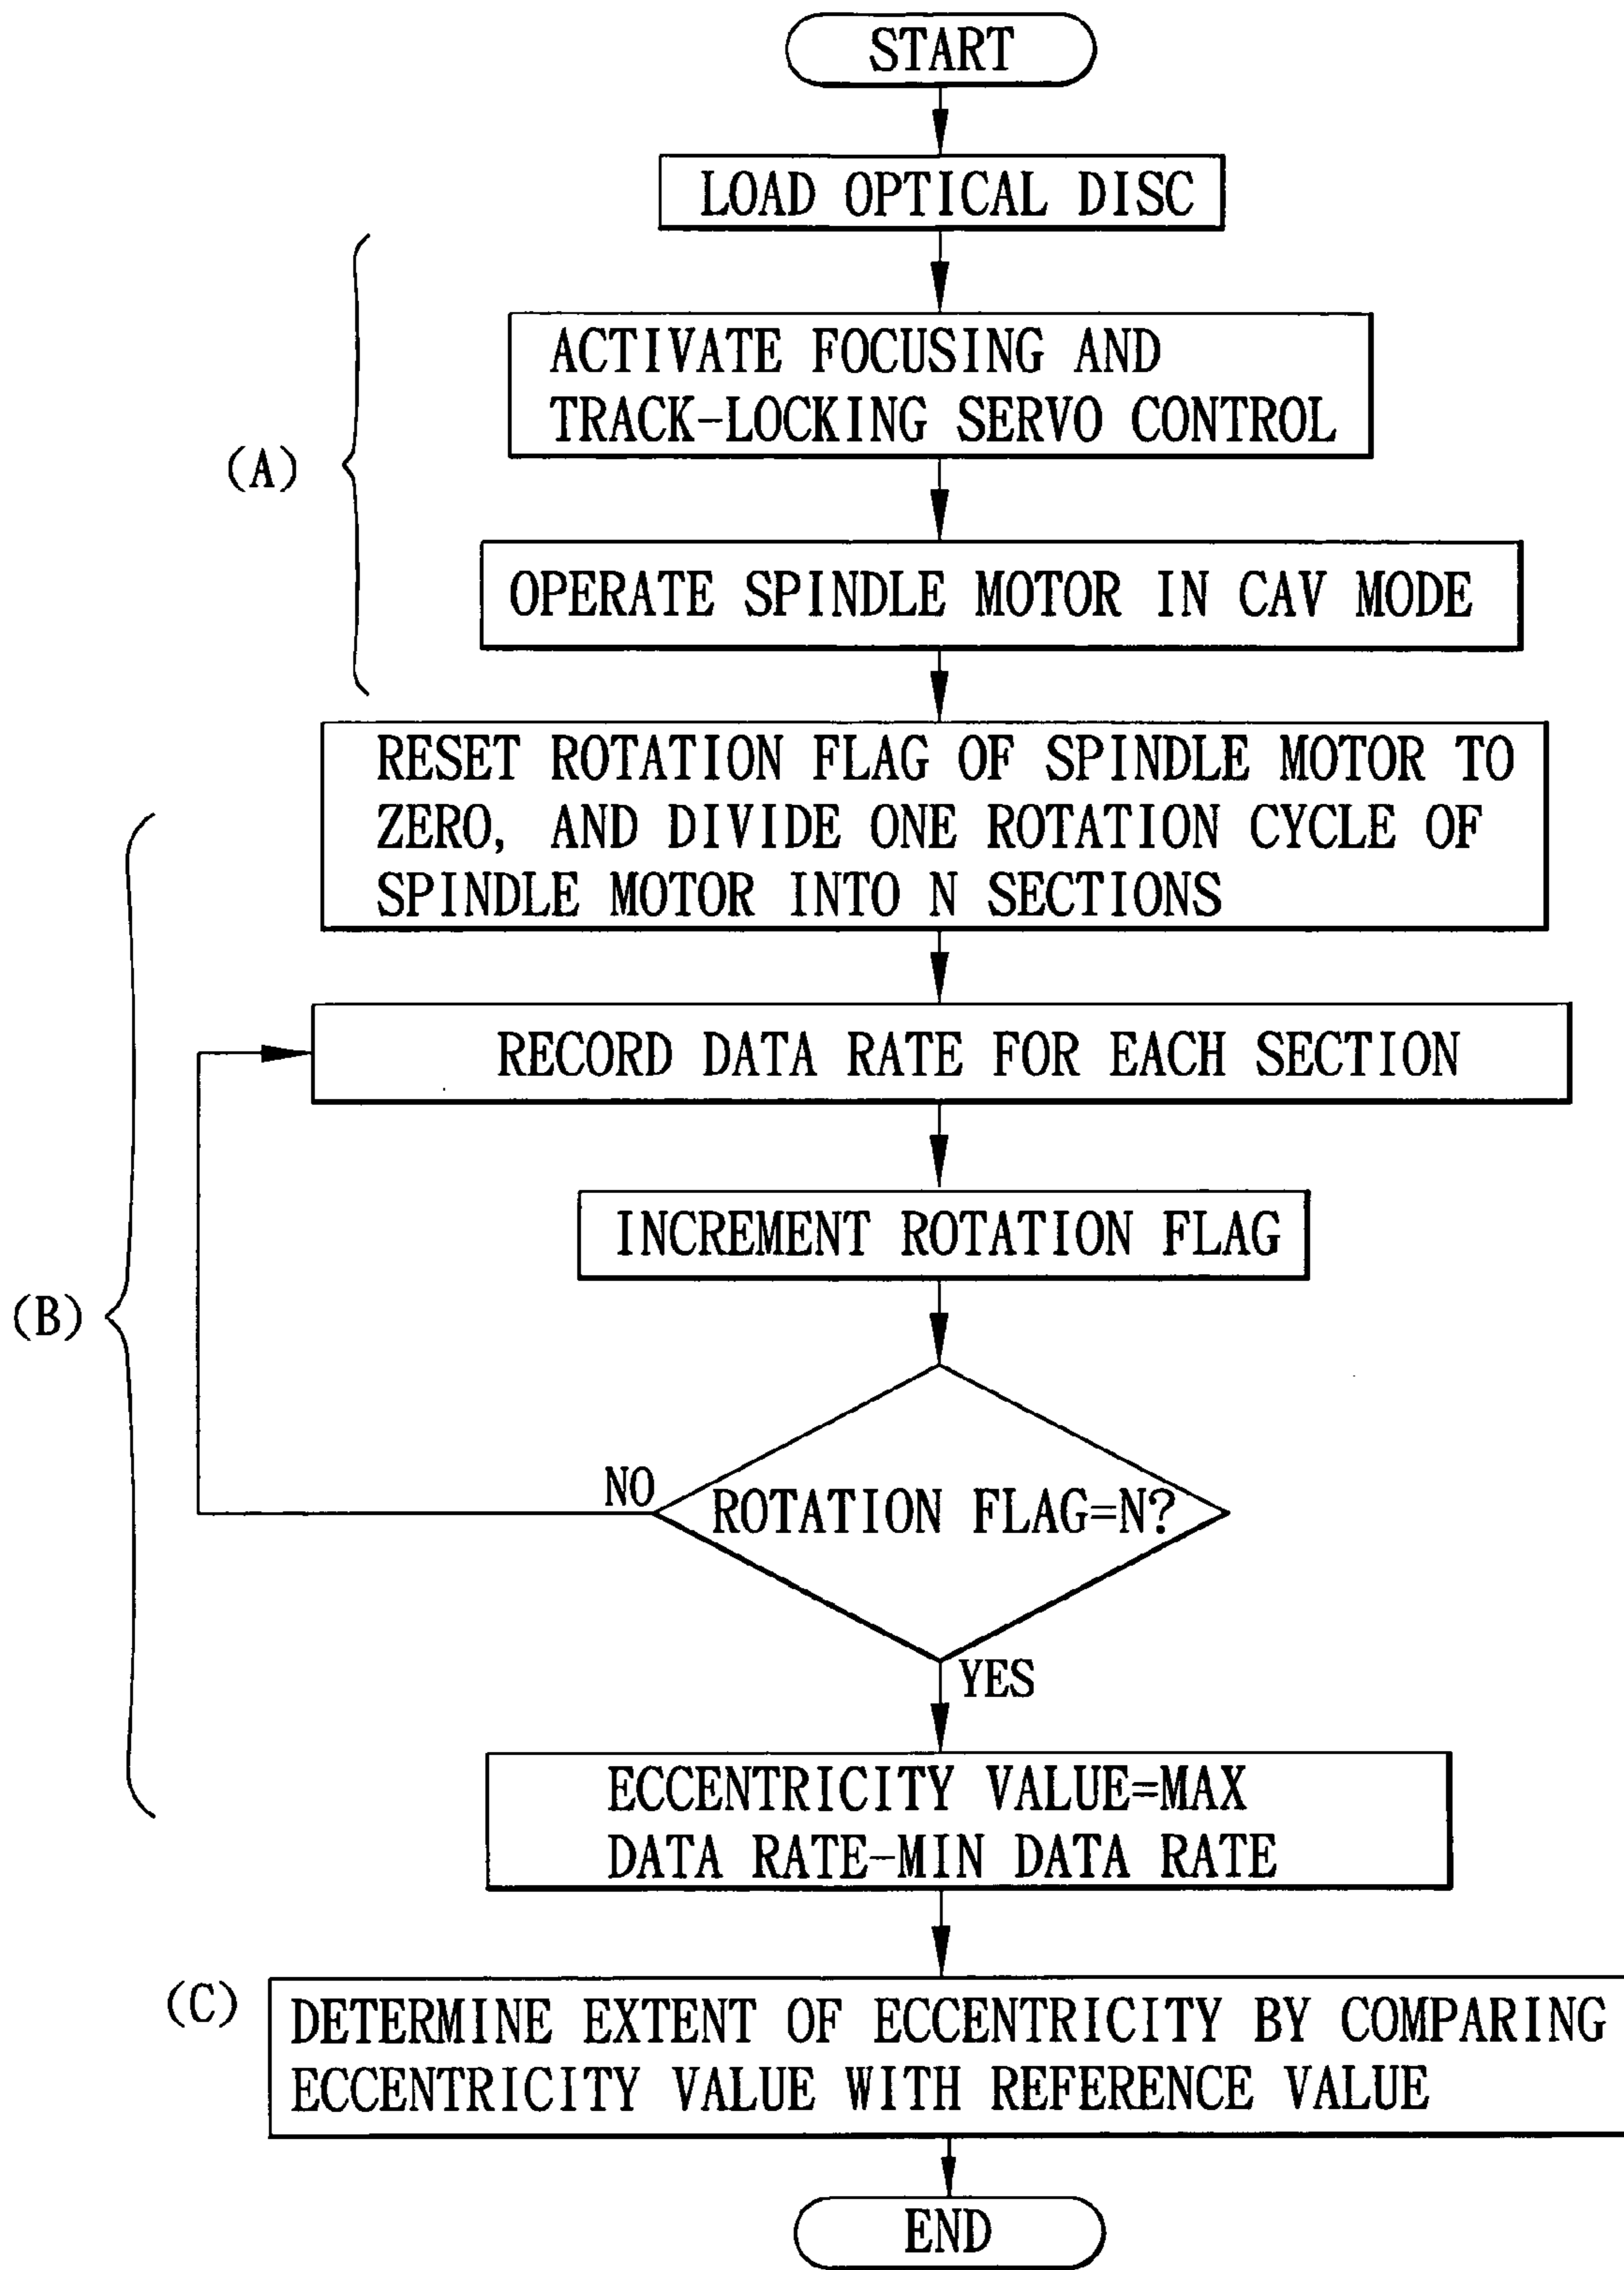 START
LOAD OPTICAL DISC
ACTIVATE FOCUSING AND
TRACK-LOCKING SERVO CONTROL
(A)
OPERATE SPINDLE MOTOR IN CAV MODE
RESET ROTATION FLAG OF SPINDLE MOTOR TO
ZERO, AND DIVIDE ONE ROTATION CYCLE OF
SPINDLE MOTOR INTO N SECTIONS
RECORD DATA RATE FOR EACH SECTION
INCREMENT ROTATION FLAG
(B)
NO
ROTATION FLAG=N?
YES
ECCENTRICITY VALUE=MAX
DATA RATE-MIN DATA RATE
(C)
DETERMINE EXTENT OF ECCENTRICITY BY COMPARING
ECCENTRICITY VALUE WITH REFERENCE VALUE
END